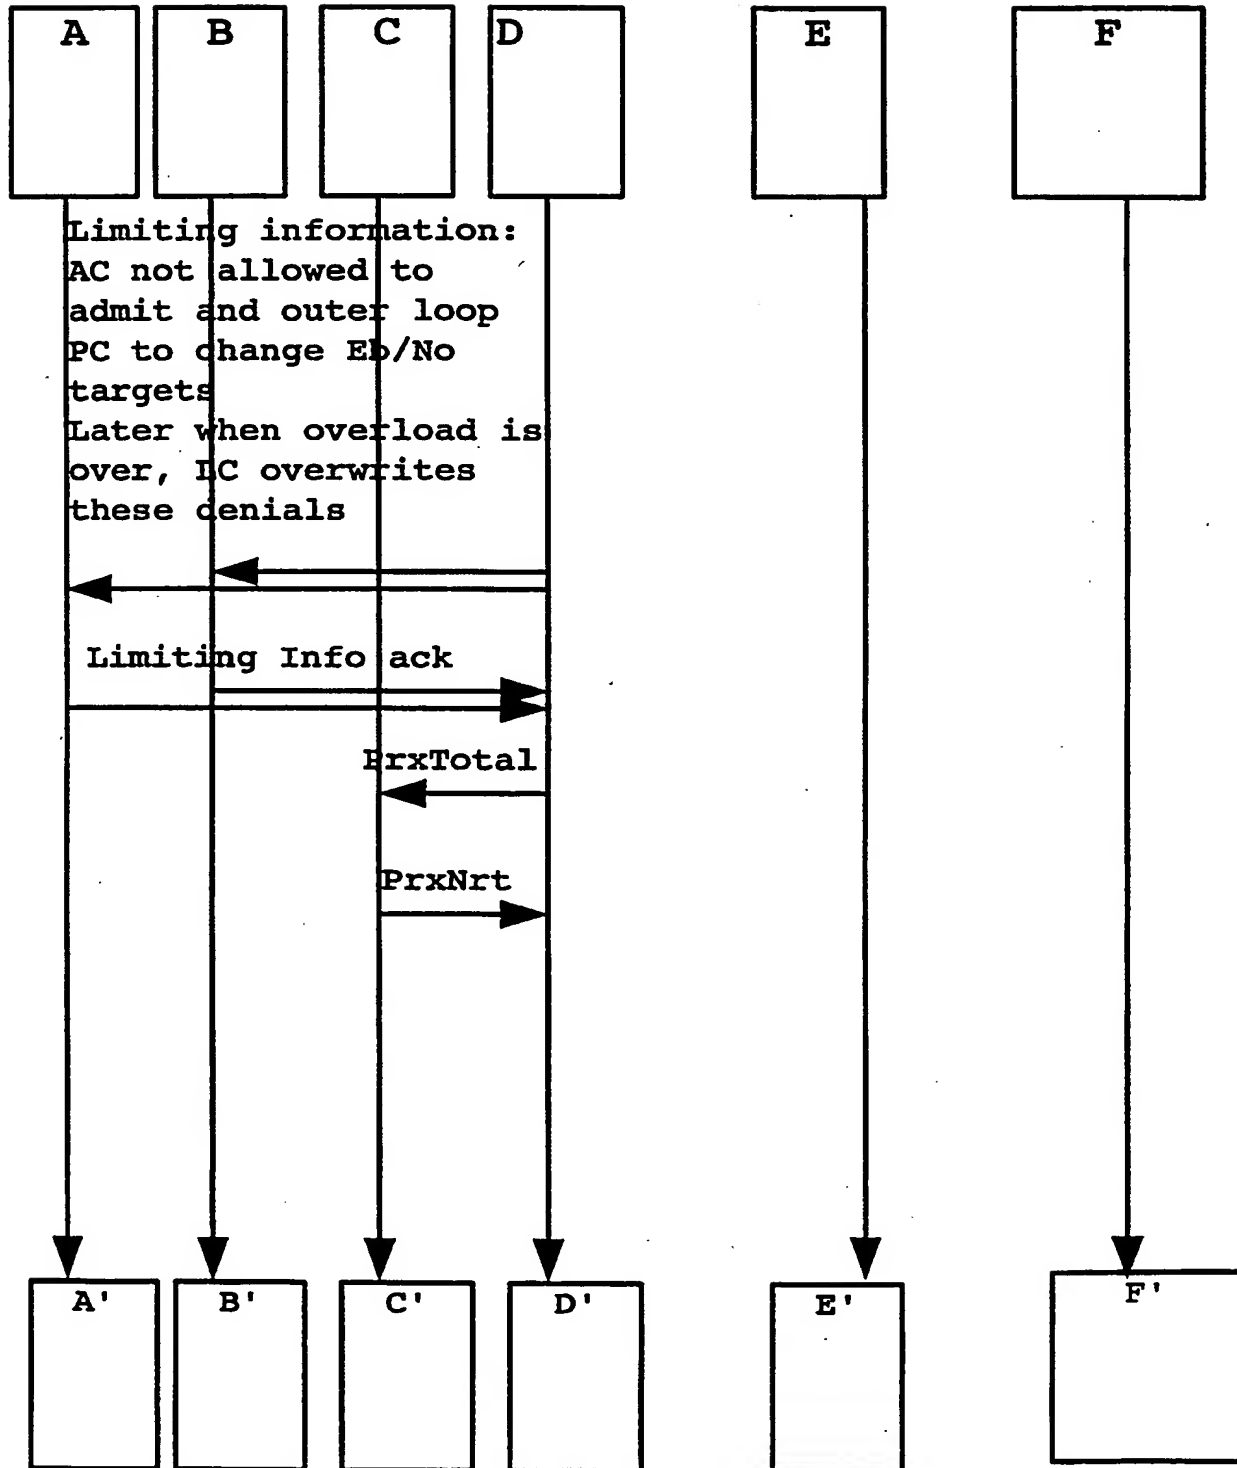 A B C D E F
Limiting information:
AC not allowed to
admit and outer loop
PC to change Eb/No
targets
Later when overload is
over, LC overwrites
these denials
Limiting Info ack
PrxTotal
PrxNrt
A' B' C' D' E' F'